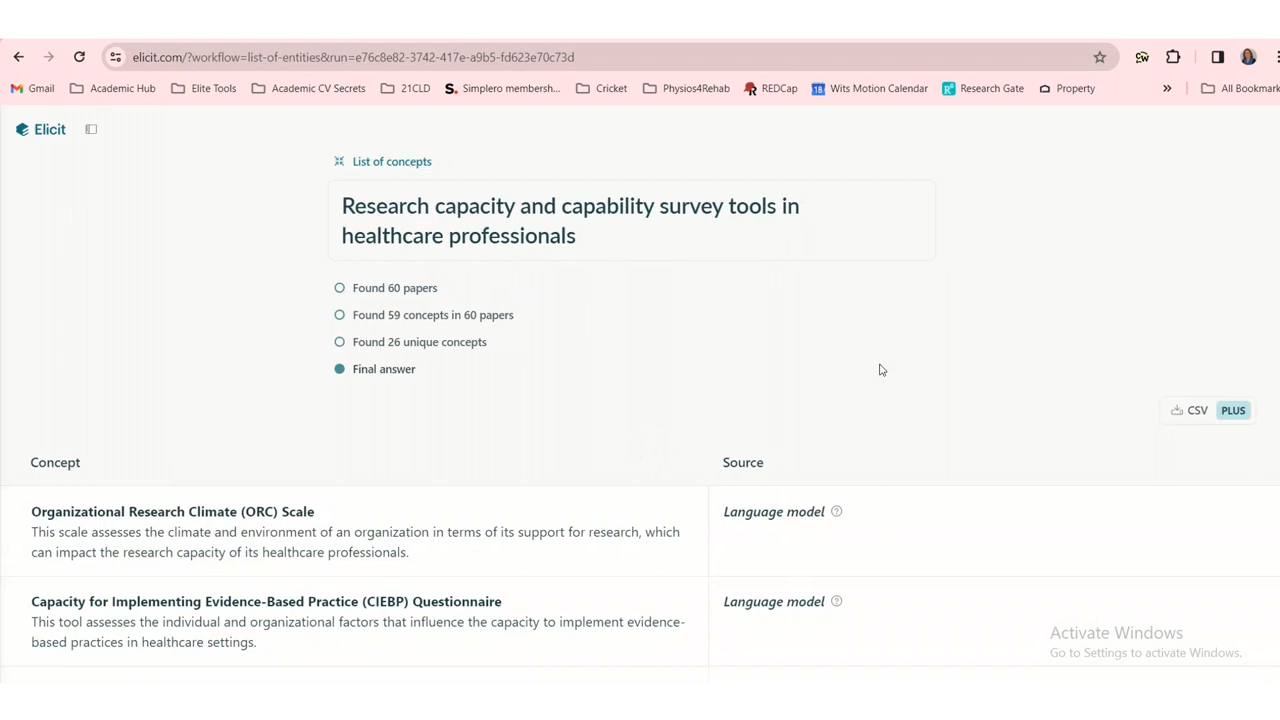 elicit.com/?workflow=list-of-entities&run=e76c8e82-3742-417e-a9b5-fd623e70c73d
Gmail Academic Hub Elite Tools Academic CV Secrets 21CLD S. Simplero membersh... Cricket Physios4Rehab REDCap 18 Wits Motion Calendar Research Gate Property » All Bookmark
Elicit
List of concepts
Research capacity and capability survey tools in
healthcare professionals
Found 60 papers
Found 59 concepts in 60 papers
Found 26 unique concepts
Final answer
CSV PLUS
Concept Source
Organizational Research Climate (ORC) Scale Language model
This scale assesses the climate and environment of an organization in terms of its support for research, which
can impact the research capacity of its healthcare professionals.
Capacity for Implementing Evidence-Based Practice (CIEBP) Questionnaire Language model
This tool assesses the individual and organizational factors that influence the capacity to implement evidence-
based practices in healthcare settings.
Activate Windows
Go to Settings to activate Windows.